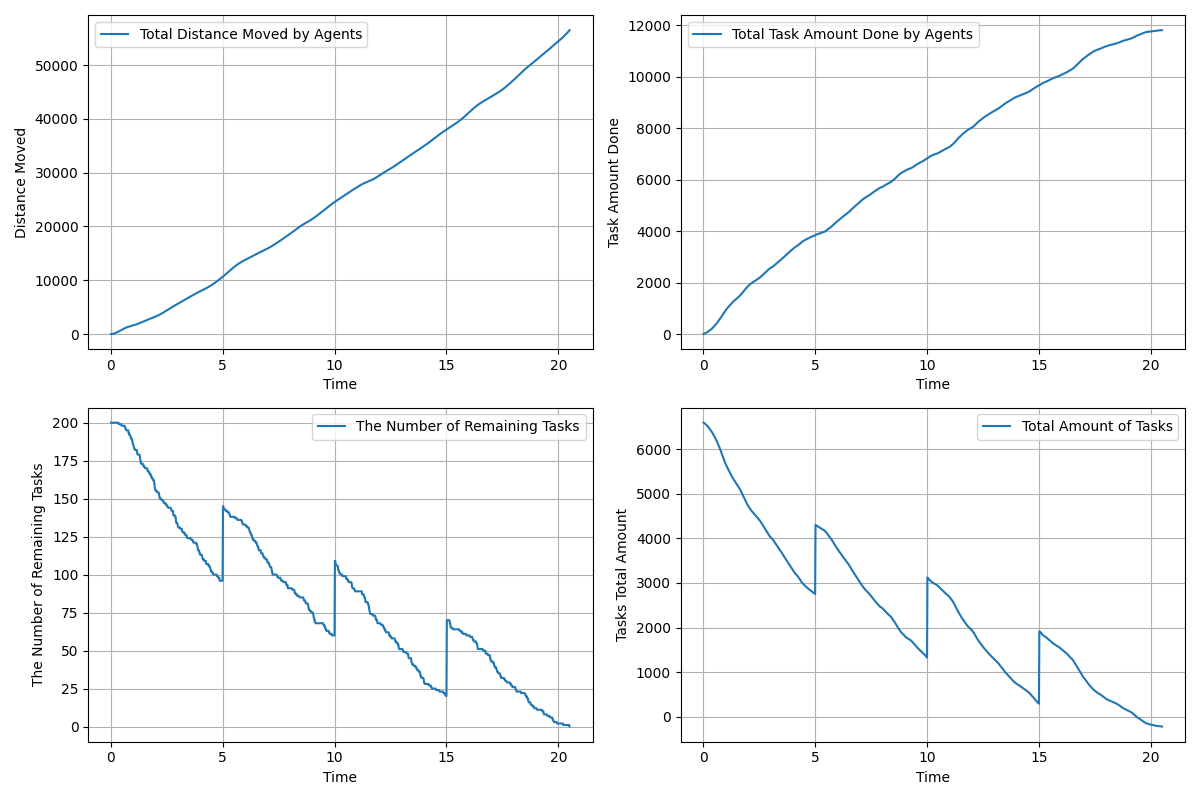 Total Distance Moved by Agents
Distance Moved
50000
40000
30000
20000
10000
0
0 5 10 15 20
Time
Total Task Amount Done by Agents
Task Amount Done
12000
10000
8000
6000
4000
2000
0
0 5 10 15 20
Time
The Number of Remaining Tasks
The Number of Remaining Tasks
200
175
150
125
100
75
50
25
0
0 5 10 15 20
Time
Total Amount of Tasks
Tasks Total Amount
6000
5000
4000
3000
2000
1000
0
0 5 10 15 20
Time